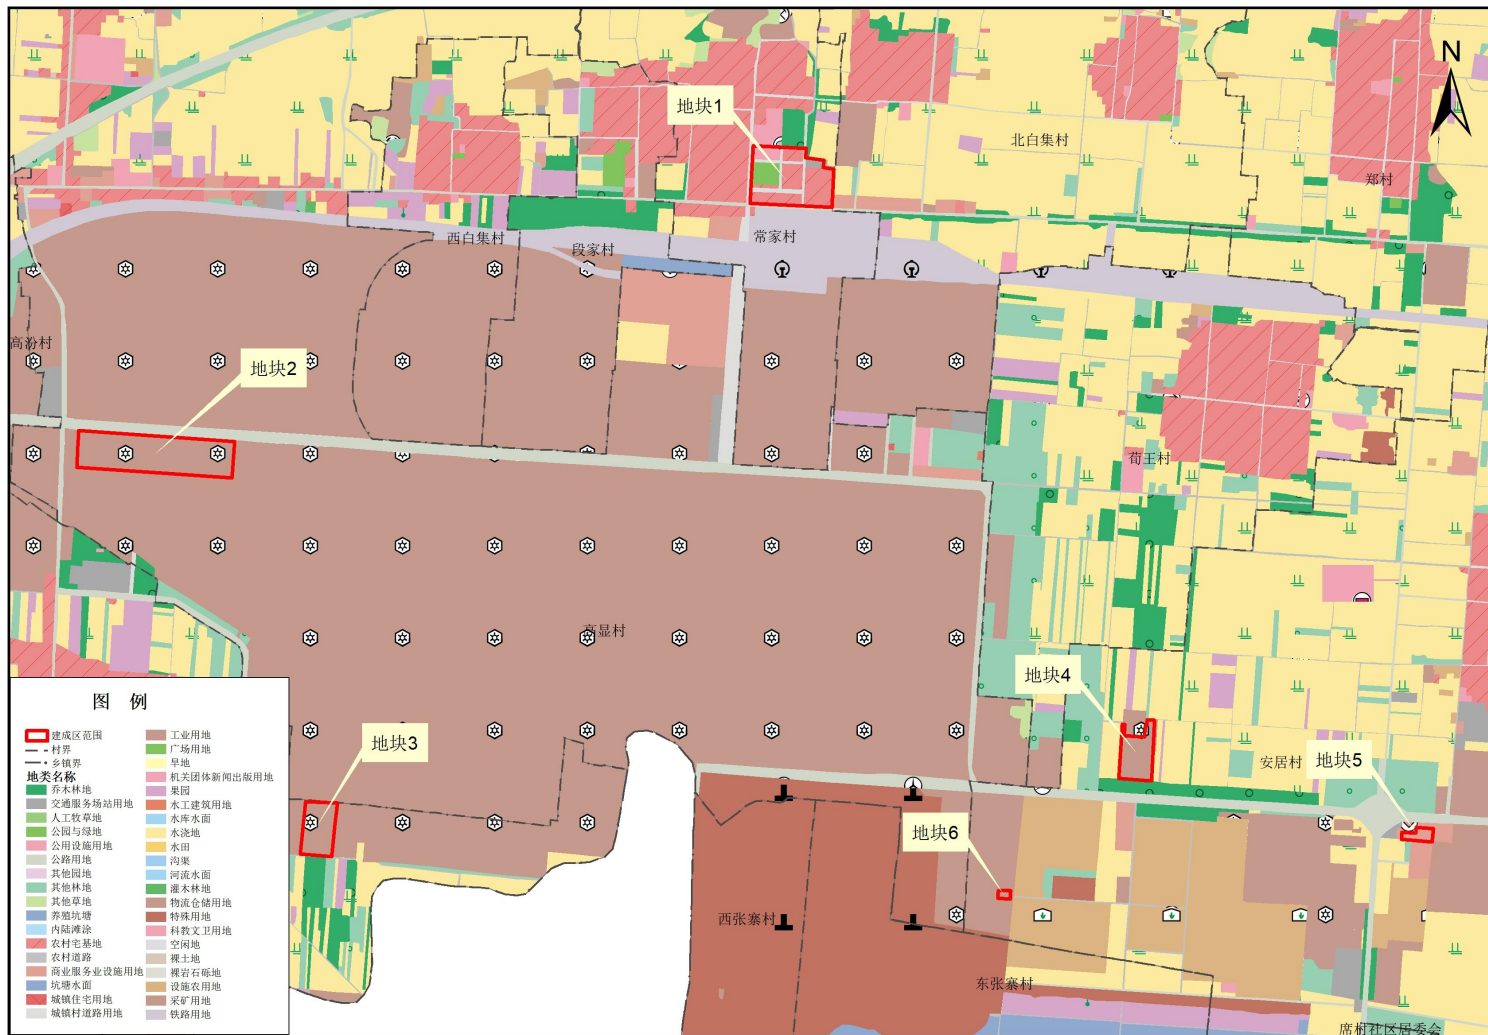 N
地块1
北白集村
郑村
西白集村
段家村
常家村
高汾村
地块2
荀王村
高显村
地块4
地块3
安居村
地块5
地块6
西张寨村
东张寨村
席村社区居委会
图 例
建成区范围
村界
乡镇界
地类名称
乔木林地
交通服务场站用地
人工牧草地
公园与绿地
公用设施用地
公路用地
其他园地
其他林地
其他草地
养殖坑塘
内陆滩涂
农村宅基地
农村道路
商业服务业设施用地
坑塘水面
城镇住宅用地
城镇村道路用地
工业用地
广场用地
旱地
机关团体新闻出版用地
果园
水工建筑用地
水库水面
水浇地
水田
沟渠
河流水面
灌木林地
物流仓储用地
特殊用地
科教文卫用地
空闲地
裸土地
裸岩石砾地
设施农用地
采矿用地
铁路用地